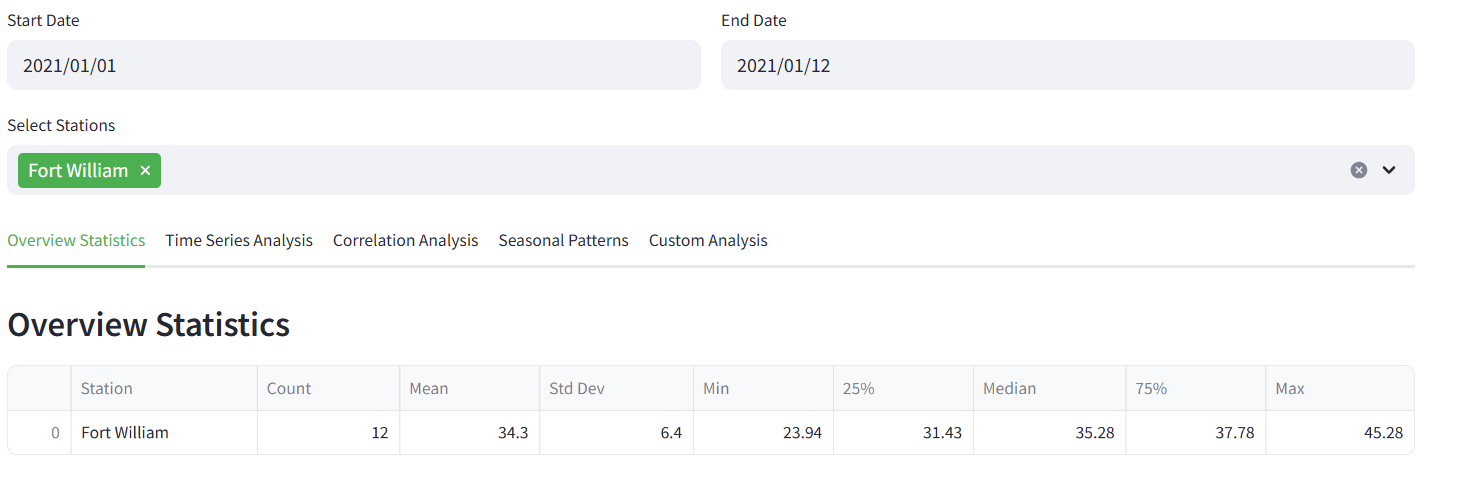 Start Date End Date
2021/01/01 2021/01/12
Select Stations
Fort William ×
Overview Statistics Time Series Analysis Correlation Analysis Seasonal Patterns Custom Analysis
Overview Statistics
Station Count Mean Std Dev Min 25% Median 75% Max
0 Fort William 12 34.3 6.4 23.94 31.43 35.28 37.78 45.28